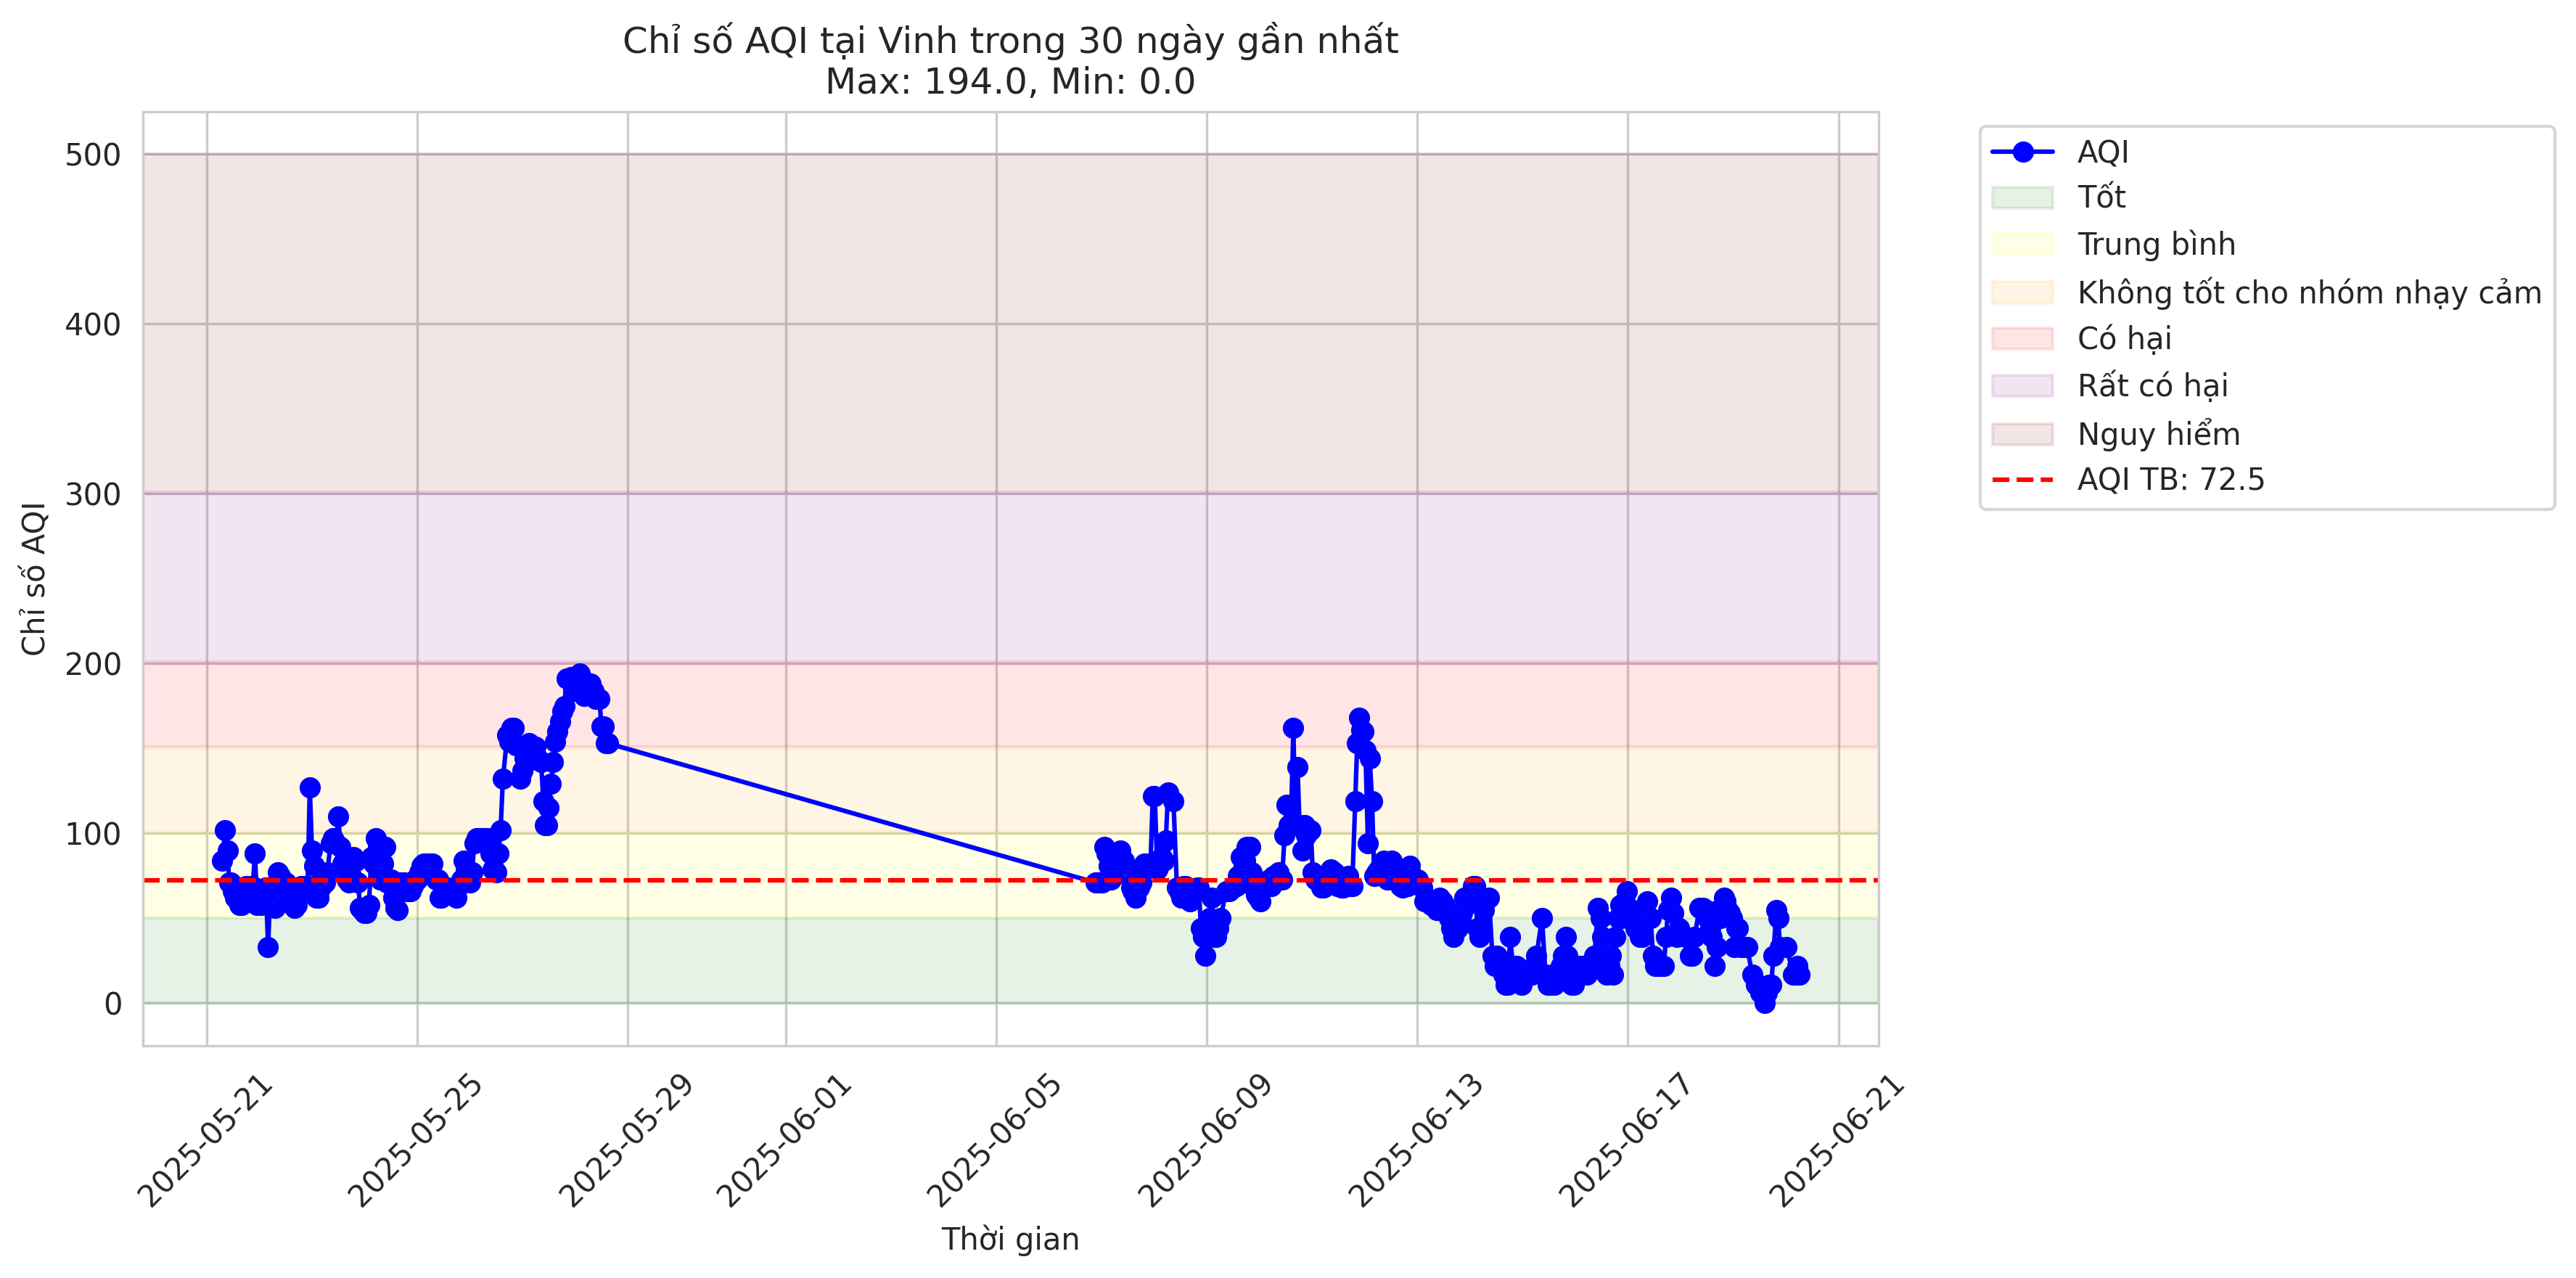 Chỉ số AQI tại Vinh trong 30 ngày gần nhất
Max: 194.0, Min: 0.0
Chỉ số AQI
500
400
300
200
100
0
2025-05-21
2025-05-25
2025-05-29
2025-06-01
2025-06-05
2025-06-09
2025-06-13
2025-06-17
2025-06-21
Thời gian
AQI
Tốt
Trung bình
Không tốt cho nhóm nhạy cảm
Có hại
Rất có hại
Nguy hiểm
AQI TB: 72.5